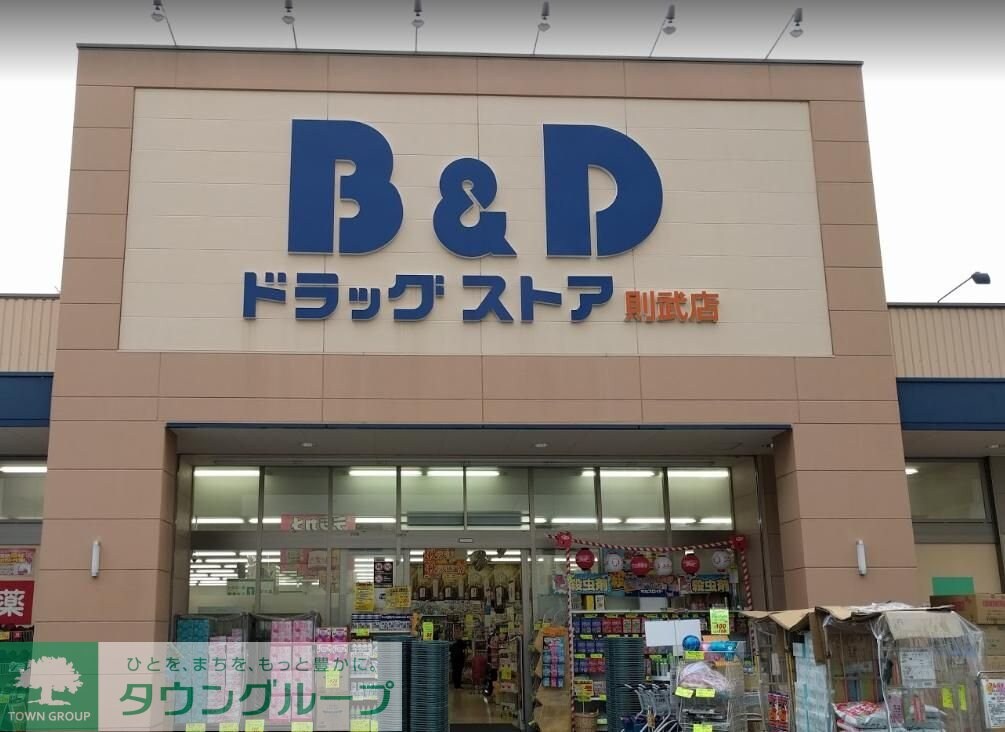 B&D
ドラッグストア 則武店
殺虫剤
殺虫剤
薬
100
ひとを、まちを、もっと豊かに。
タウングループ
TOWN GROUP